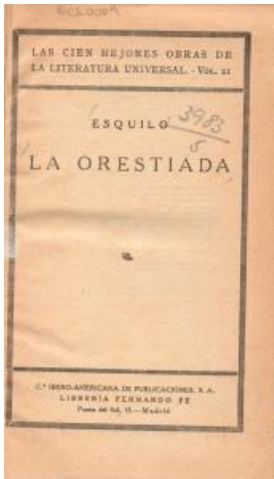 LAS CIEN MEJORES OBRAS DE
LA LITERATURA UNIVERSAL - VOL. 21
ESQUILO
3983
5
LA ORESTIADA
C.ª IBERO-AMERICANA DE PUBLICACIONES, S. A.
LIBRERÍA FERNANDO FE
Puerta del Sol, 15.—Madrid